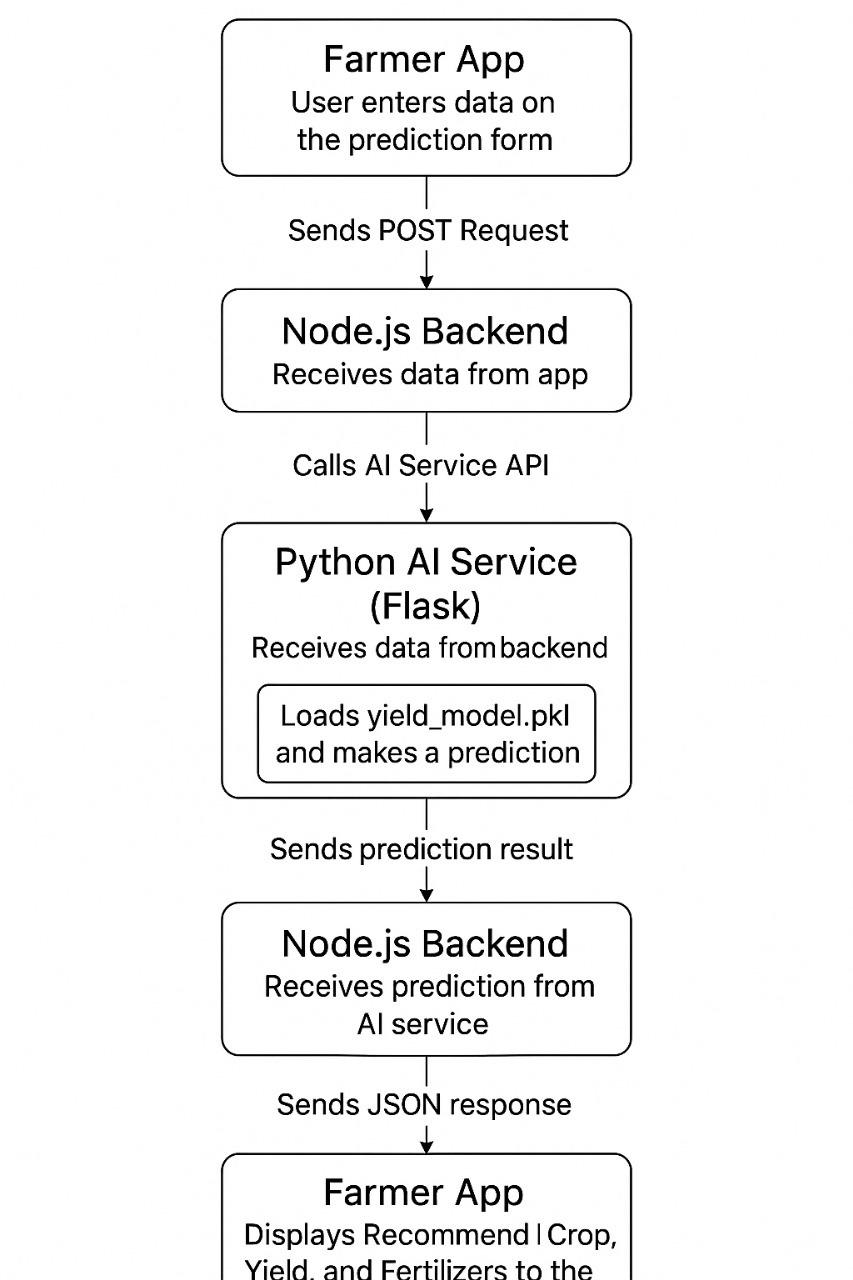 Farmer App
User enters data on
the prediction form
Sends POST Request
Node.js Backend
Receives data from app
Calls AI Service API
Python AI Service
(Flask)
Receives data from backend
Loads yield_model.pkl
and makes a prediction
Sends prediction result
Node.js Backend
Receives prediction from
AI service
Sends JSON response
Farmer App
Displays Recommend | Crop,
Yield, and Fertilizers to the